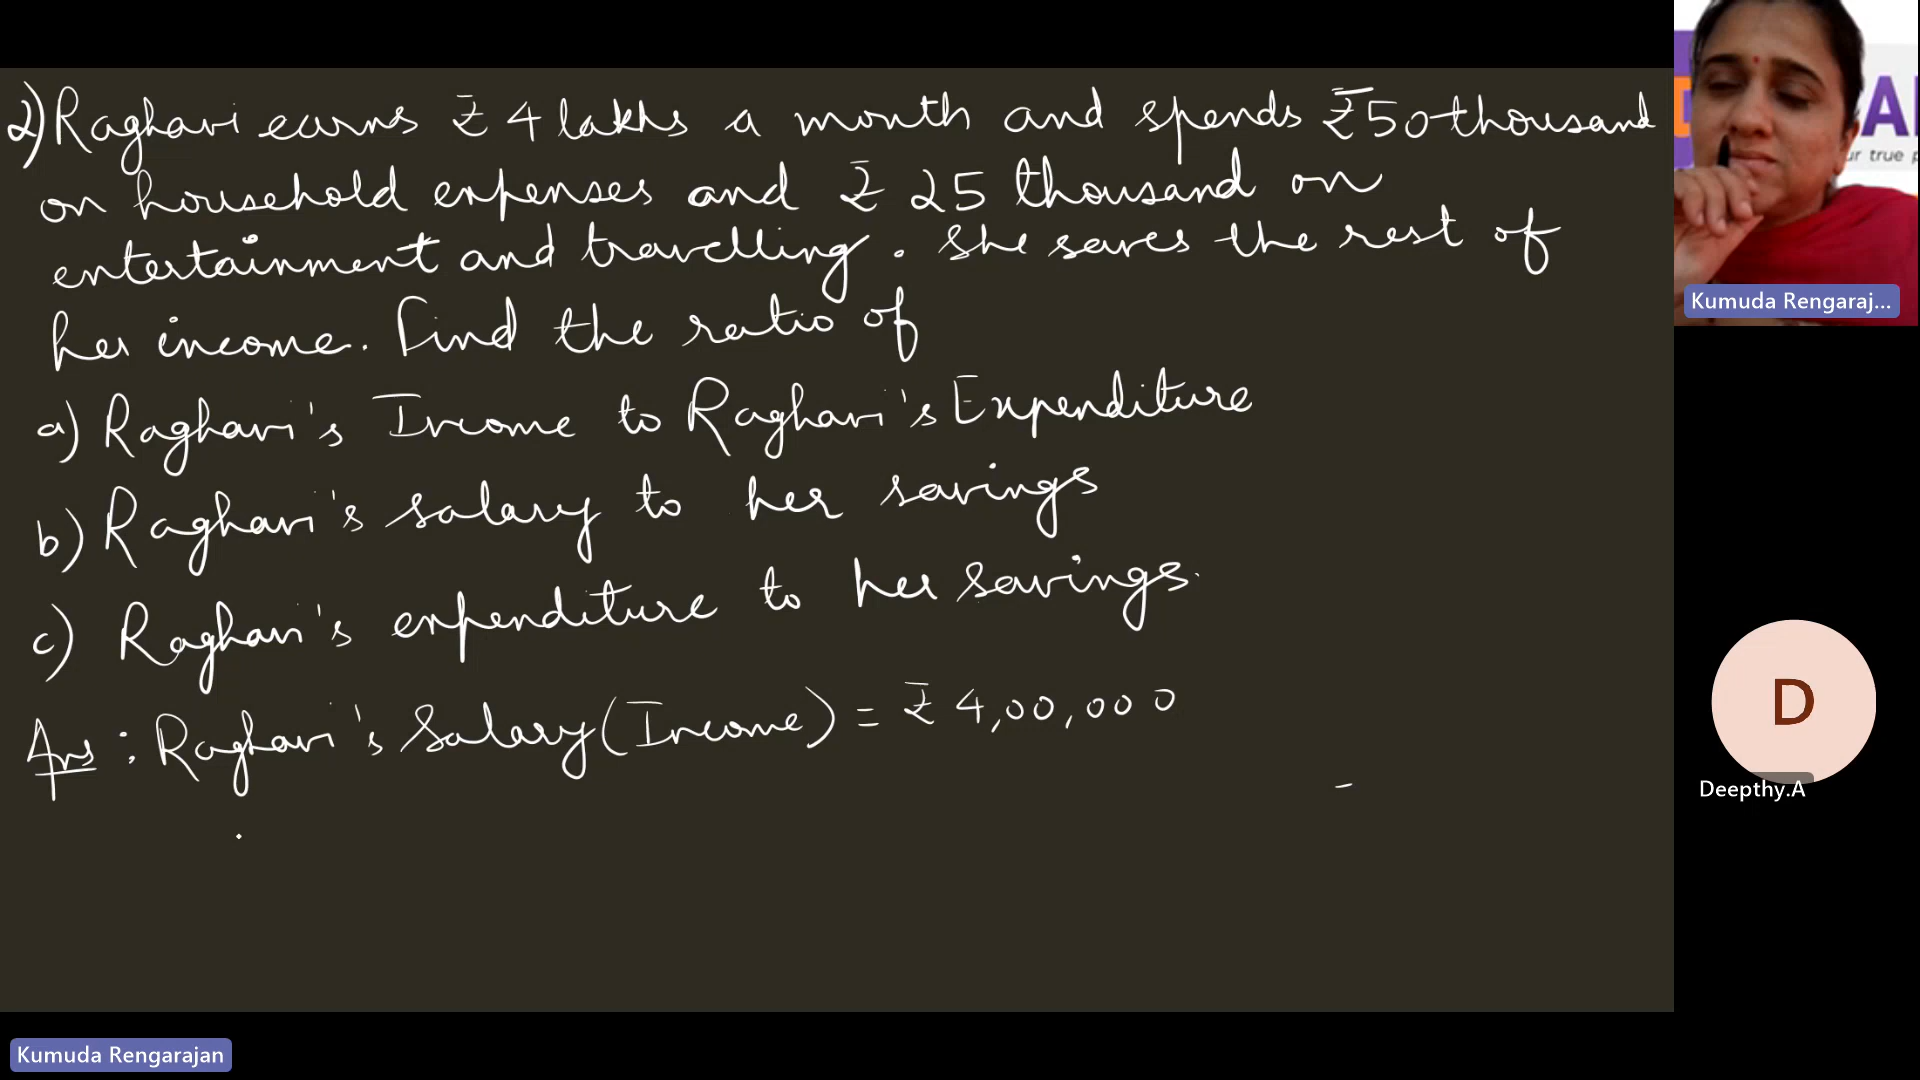 2) Raghavi earns ₹ 4 lakhs a month and spends ₹50 thousand
on household expenses and ₹ 25 thousand on
entertainment and travelling. She saves the rest of
her income. Find the ratio of
a) Raghavi's Income to Raghavi's Expenditure
b) Raghavi's salary to her savings
c) Raghavi's expenditure to her savings.
Ans : Raghavi's Salary (Income) = ₹ 4,00,000
AR
ur true p
Kumuda Rengaraj...
D
Deepthy.A
Kumuda Rengarajan